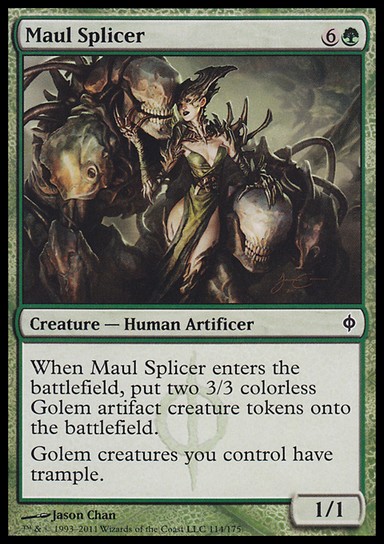 Maul Splicer 6
Creature — Human Artificer
When Maul Splicer enters the
battlefield, put two 3/3 colorless
Golem artifact creature tokens onto
the battlefield.
Golem creatures you control have
trample.
Jason Chan
1/1
™ & © 1993-2011 Wizards of the Coast LLC 114/175